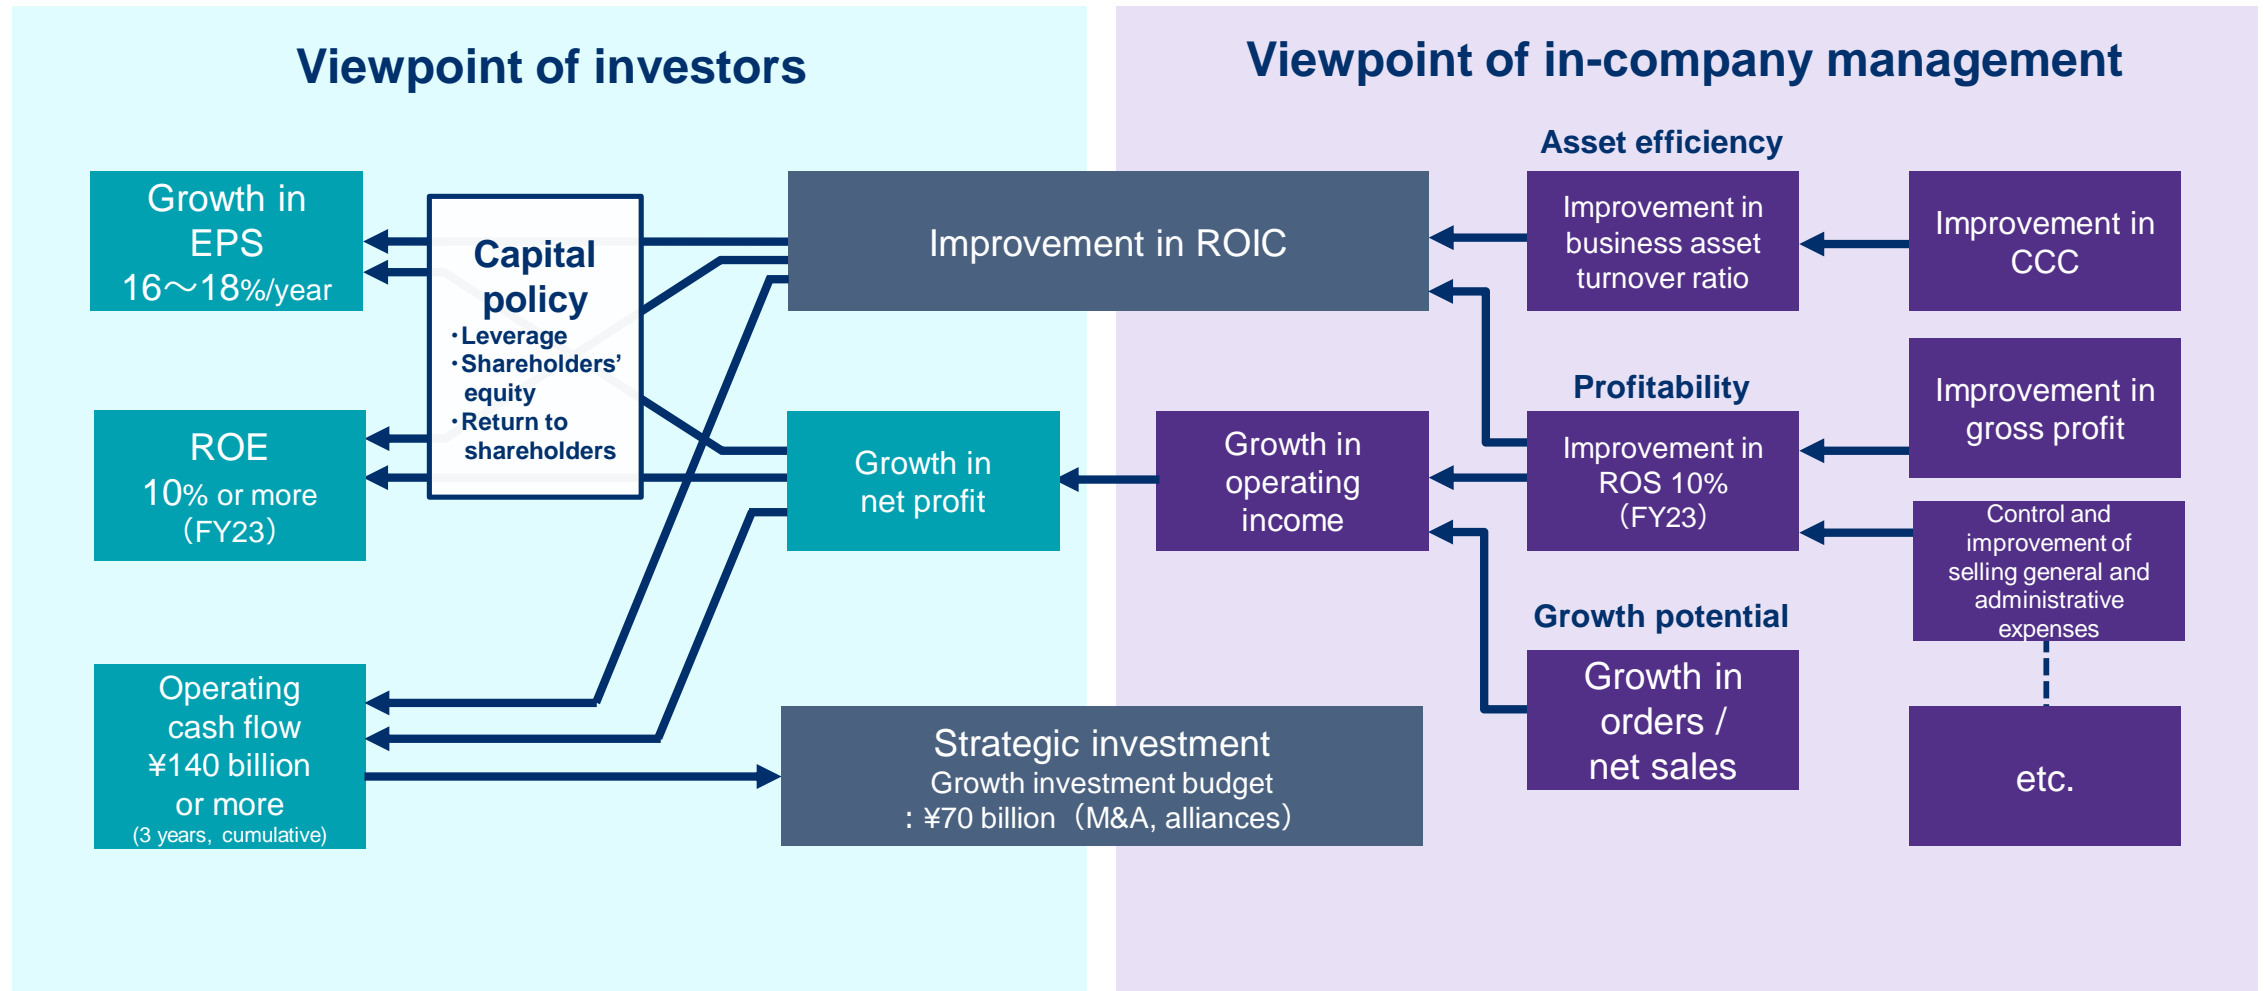 Viewpoint of investors
Growth in
EPS
16～18%/year
ROE
10% or more
（FY23）
Operating
cash flow
¥140 billion
or more
(3 years, cumulative)
Capital
policy
・Leverage
・Shareholders’
equity
・Return to
shareholders
Improvement in ROIC
Growth in
net profit
Strategic investment
Growth investment budget
：¥70 billion（M&A, alliances）
Viewpoint of in-company management
Growth in
operating
income
Asset efficiency
Improvement in
business asset
turnover ratio
Profitability
Improvement in
ROS 10%
（FY23）
Growth potential
Growth in
orders /
net sales
Improvement in
CCC
Improvement in
gross profit
Control and
improvement of
selling general and
administrative
expenses
etc.